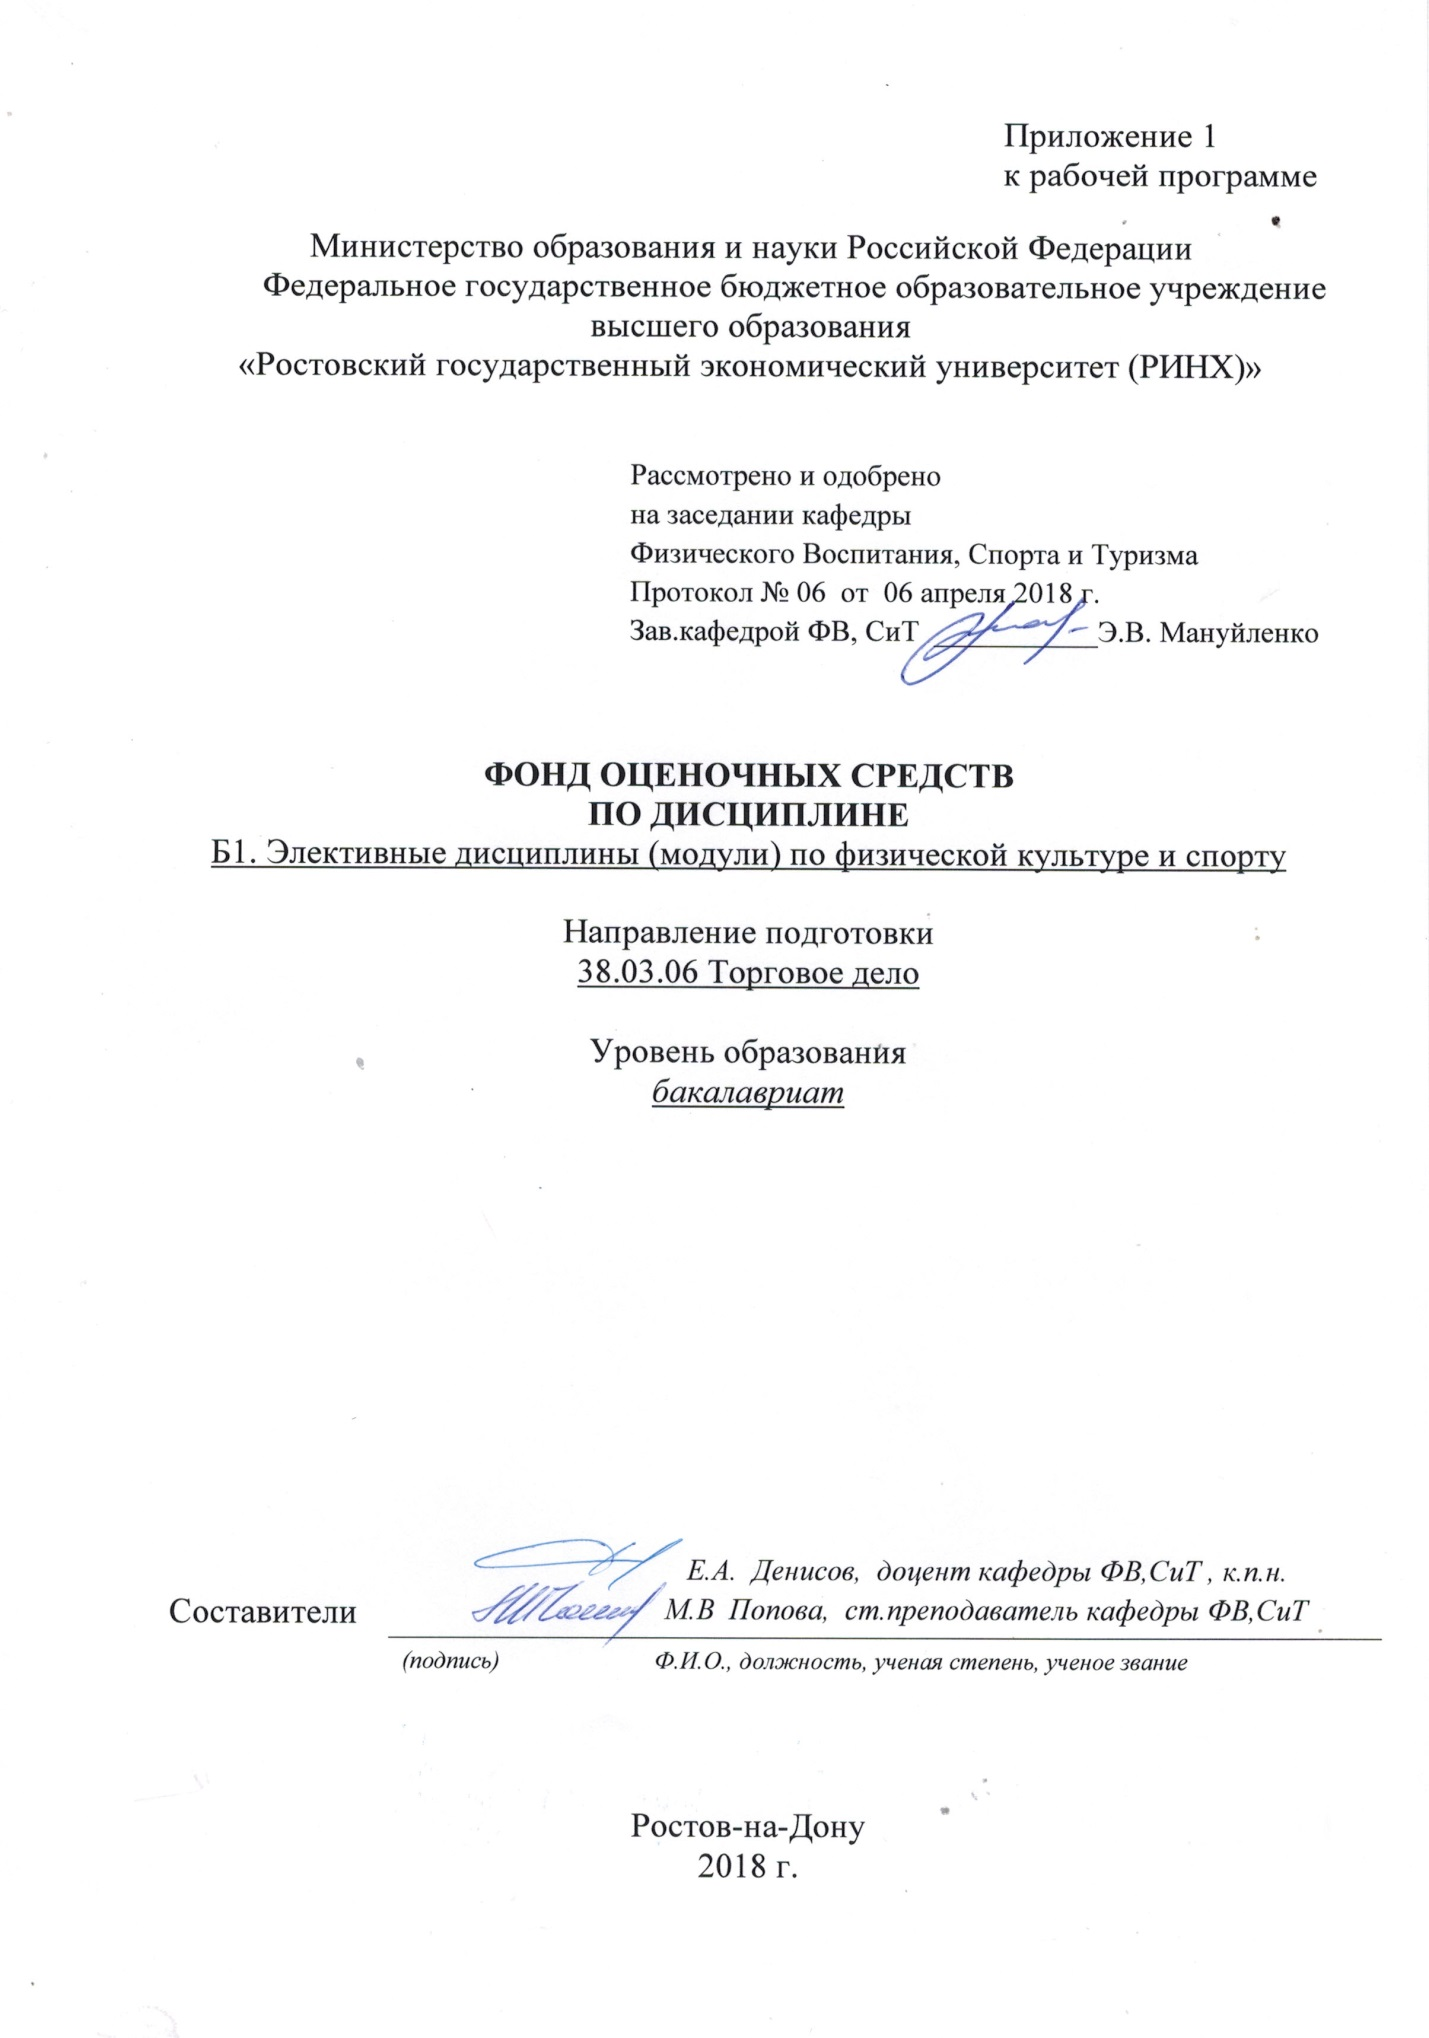 Приложение 1
к рабочей программе
Министерство образования и науки Российской Федерации
Федеральное государственное бюджетное образовательное учреждение
высшего образования
«Ростовский государственный экономический университет (РИНХ)»
Рассмотрено и одобрено
на заседании кафедры
Физического Воспитания, Спорта и Туризма
Протокол № 06 от 06 апреля 2018 г.
Зав.кафедрой ФВ, СиТ ____________Э.В. Мануйленко
ФОНД ОЦЕНОЧНЫХ СРЕДСТВ
ПО ДИСЦИПЛИНЕ
Б1. Элективные дисциплины (модули) по физической культуре и спорту
Направление подготовки
38.03.06 Торговое дело
Уровень образования
бакалавриат
Е.А. Денисов, доцент кафедры ФВ,СиТ , к.п.н.
Составители М.В Попова, ст.преподаватель кафедры ФВ,СиТ
(подпись) Ф.И.О., должность, ученая степень, ученое звание
Ростов-на-Дону
2018 г.